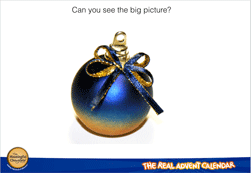 Can you see the big picture?
THE REAL ADVENT CALENDAR